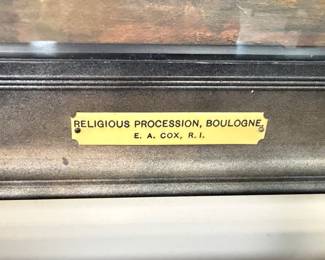 RELIGIOUS PROCESSION, BOULOGNE,
E. A. COX, R. I.